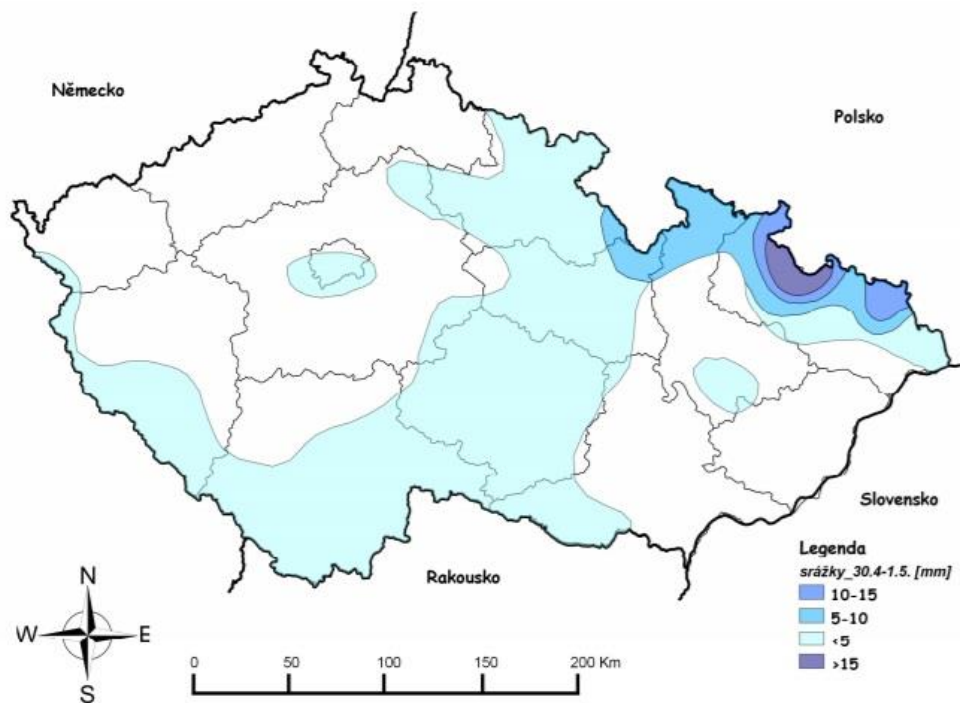 Německo
Polsko
Slovensko
Rakousko
Legenda
srážky_30.4-1.5. [mm]
10-15
5-10
<5
>15
N
W E
S
0 50 100 150 200 Km